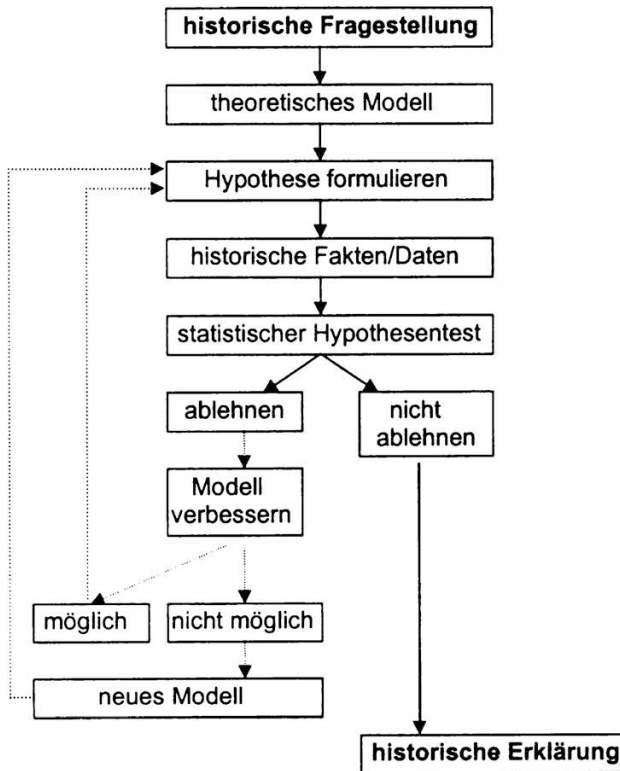 historische Fragestellung
theoretisches Modell
Hypothese formulieren
historische Fakten/Daten
statistischer Hypothesentest
ablehnen
nicht
ablehnen
Modell
verbessern
möglich
nicht möglich
neues Modell
historische Erklärung